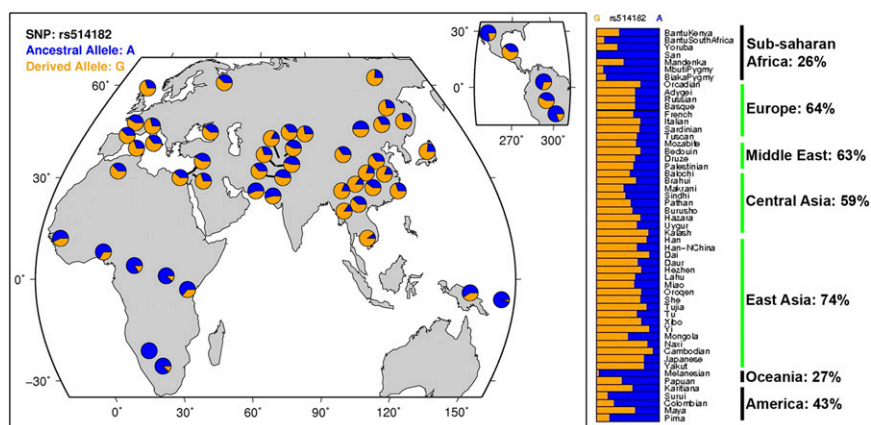 SNP: rs514182
Ancestral Allele: A
Derived Allele: G
60°
30°
0°
−30°
0°
30°
60°
90°
120°
150°
30°
0°
270°
300°
G rs514182 A
BantuKenya
BantuSouthAfrica
Yoruba
San
Mandenka
MbutiPygmy
BiakaPygmy
Orcadian
Adygei
Russian
Basque
French
Italian
Sardinian
Tuscan
Mozabite
Bedouin
Druze
Palestinian
Balochi
Brahui
Makrani
Sindhi
Pathan
Burusho
Hazara
Uygur
Kalash
Han
Han−NChina
Dai
Daur
Hezhen
Lahu
Miao
Oroqen
She
Tujia
Tu
Xibo
Yi
Mongola
Naxi
Cambodian
Japanese
Yakut
Melanesian
Papuan
Karitiana
Surui
Colombian
Maya
Pima
Sub-saharan
Africa: 26%
Europe: 64%
Middle East: 63%
Central Asia: 59%
East Asia: 74%
Oceania: 27%
America: 43%